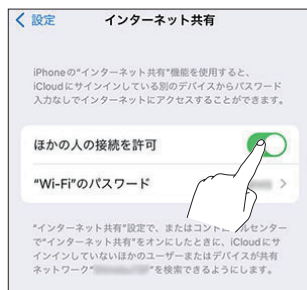 設定
インターネット共有
iPhoneの"インターネット共有"機能を使用すると、
iCloudにサインインしている別のデバイスからパスワード
入力なしでインターネットにアクセスすることができます。
ほかの人の接続を許可
"Wi-Fi"のパスワード
"インターネット共有"設定で、またはコントロールセンター
で"インターネット共有"をオンにしたときに、iCloudにサ
インインしていないほかのユーザーまたはデバイスが共有
ネットワーク" "を検索できるようにします。